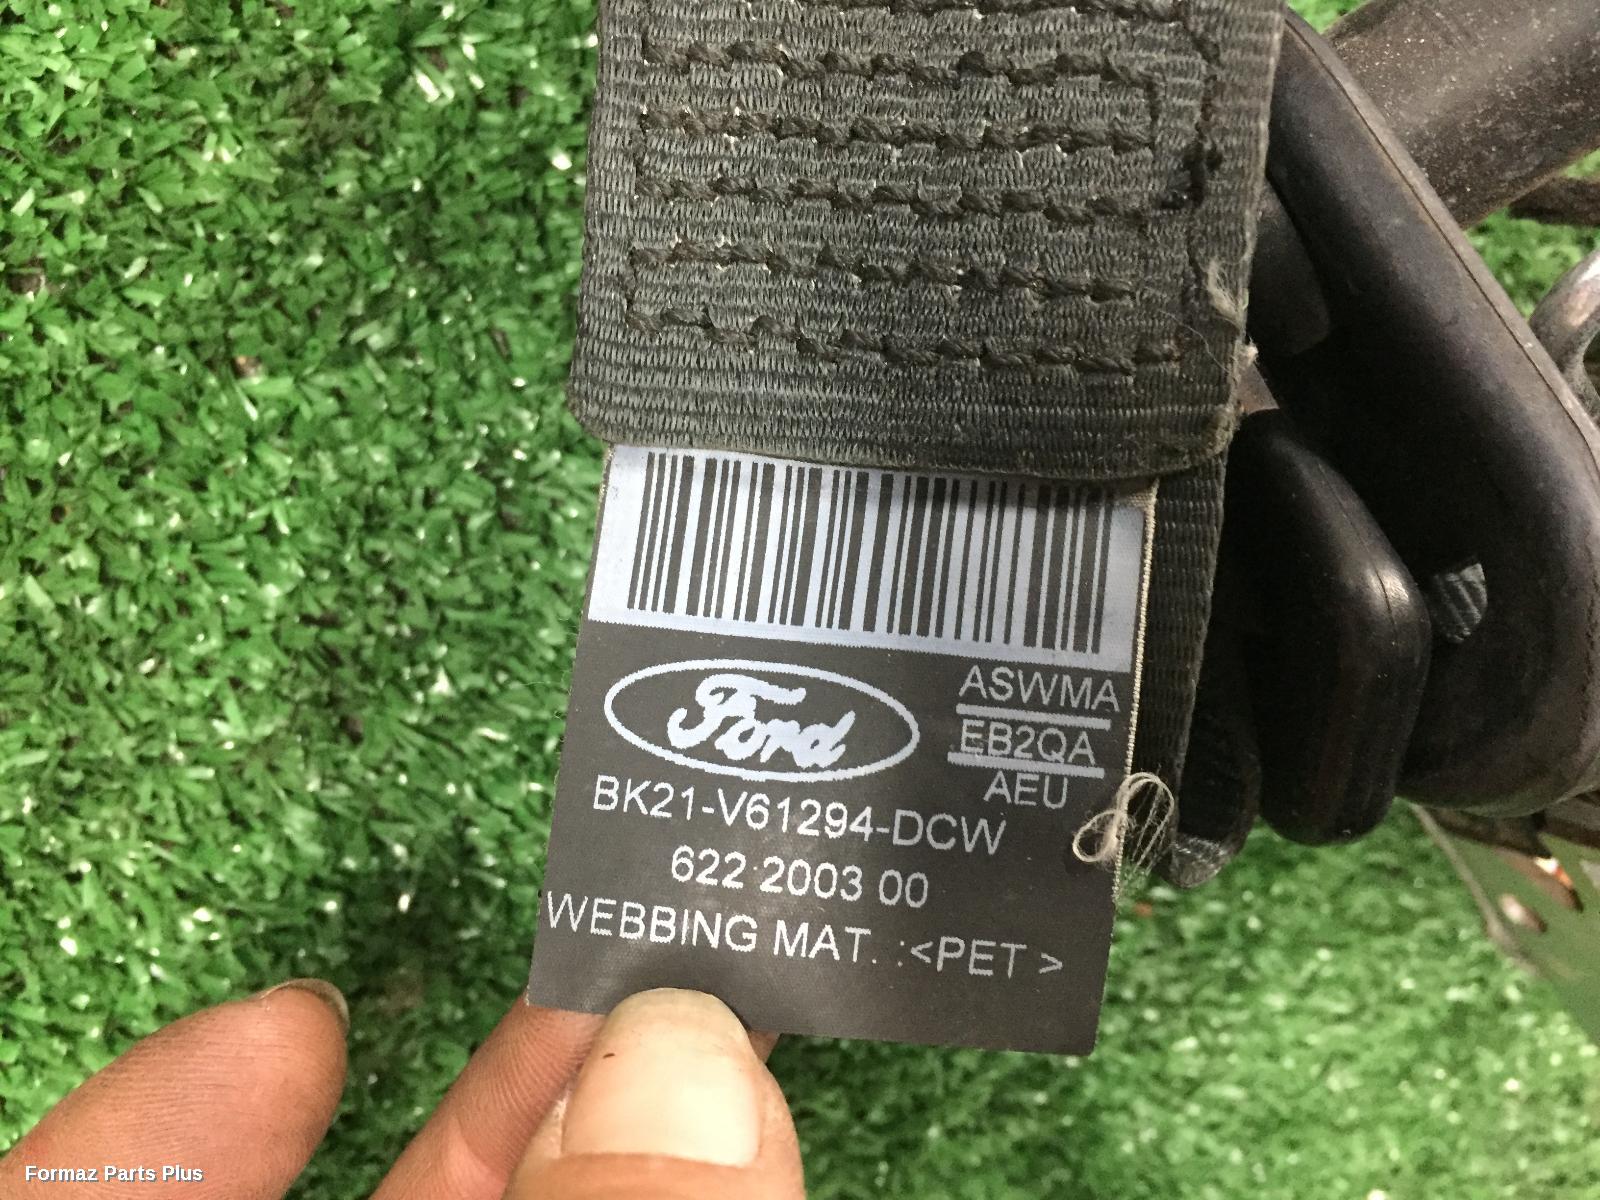 Ford
ASWMA
EB2QA
AEU
BK21-V61294-DCW
622 2003 00
WEBBING MAT. :<PET >
Formaz Parts Plus